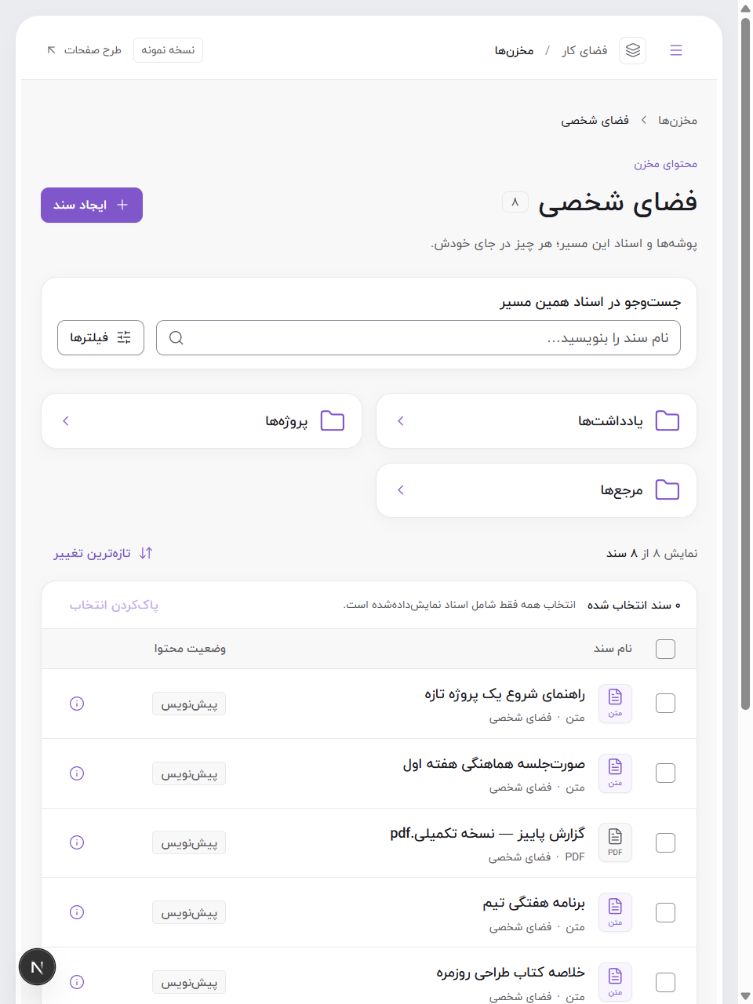 فضای کار / مخزن‌ها
نسخه نمونه
طرح صفحات
مخزن‌ها
فضای شخصی
محتوای مخزن
فضای شخصی ۸
ایجاد سند
پوشه‌ها و اسناد این مسیر؛ هر چیز در جای خودش.
جست‌وجو در اسناد همین مسیر
نام سند را بنویسید...
فیلترها
یادداشت‌ها
پروژه‌ها
مرجع‌ها
نمایش ۸ از ۸ سند
تازه‌ترین تغییر
۰ سند انتخاب شده
انتخاب همه فقط شامل اسناد نمایش‌داده‌شده است.
پاک‌کردن انتخاب
نام سند
وضعیت محتوا
متن
راهنمای شروع یک پروژه تازه
متن · فضای شخصی
پیش‌نویس
متن
صورت‌جلسه هماهنگی هفته اول
متن · فضای شخصی
پیش‌نویس
PDF
گزارش پاییز — نسخه تکمیلی.pdf
PDF · فضای شخصی
پیش‌نویس
متن
برنامه هفتگی تیم
متن · فضای شخصی
پیش‌نویس
متن
خلاصه کتاب طراحی روزمره
متن · فضای شخصی
پیش‌نویس
N